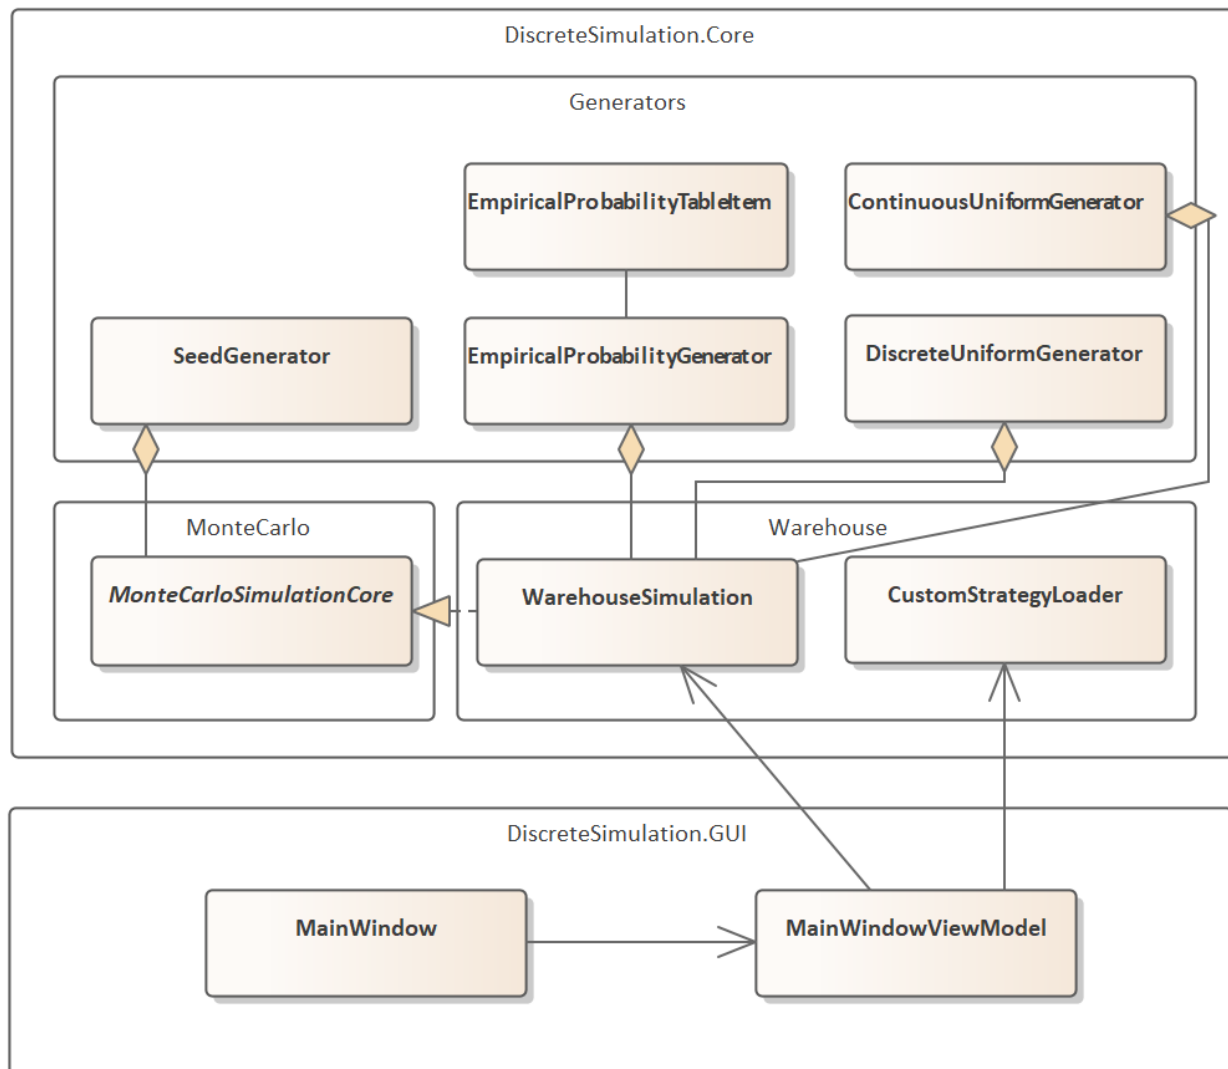 DiscreteSimulation.Core
Generators
EmpiricalProbabilityTableItem
ContinuousUniformGenerator
SeedGenerator
EmpiricalProbabilityGenerator
DiscreteUniformGenerator
MonteCarlo
Warehouse
MonteCarloSimulationCore
WarehouseSimulation
CustomStrategyLoader
DiscreteSimulation.GUI
MainWindow
MainWindowViewModel